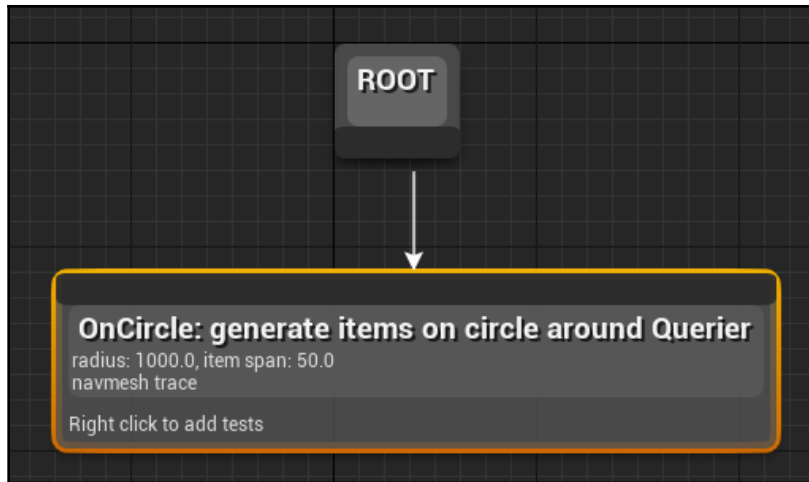 ROOT
OnCircle: generate items on circle around Querier
radius: 1000.0, item span: 50.0
navmesh trace
Right click to add tests